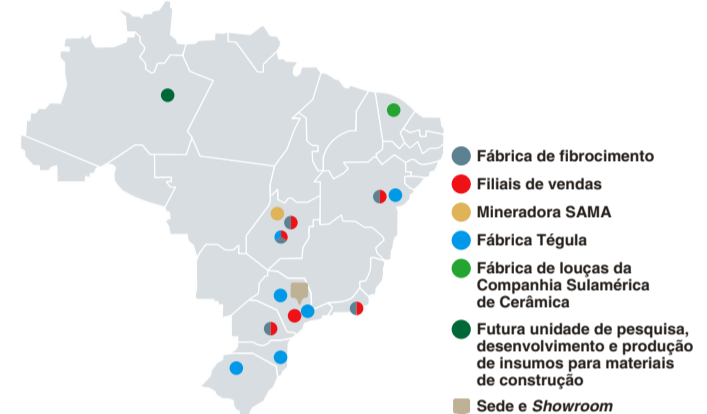 Fábrica de fibrocimento
Filiais de vendas
Mineradora SAMA
Fábrica Tégula
Fábrica de louças da
Companhia Sulamérica
de Cerâmica
Futura unidade de pesquisa,
desenvolvimento e produção
de insumos para materiais
de construção
Sede e Showroom